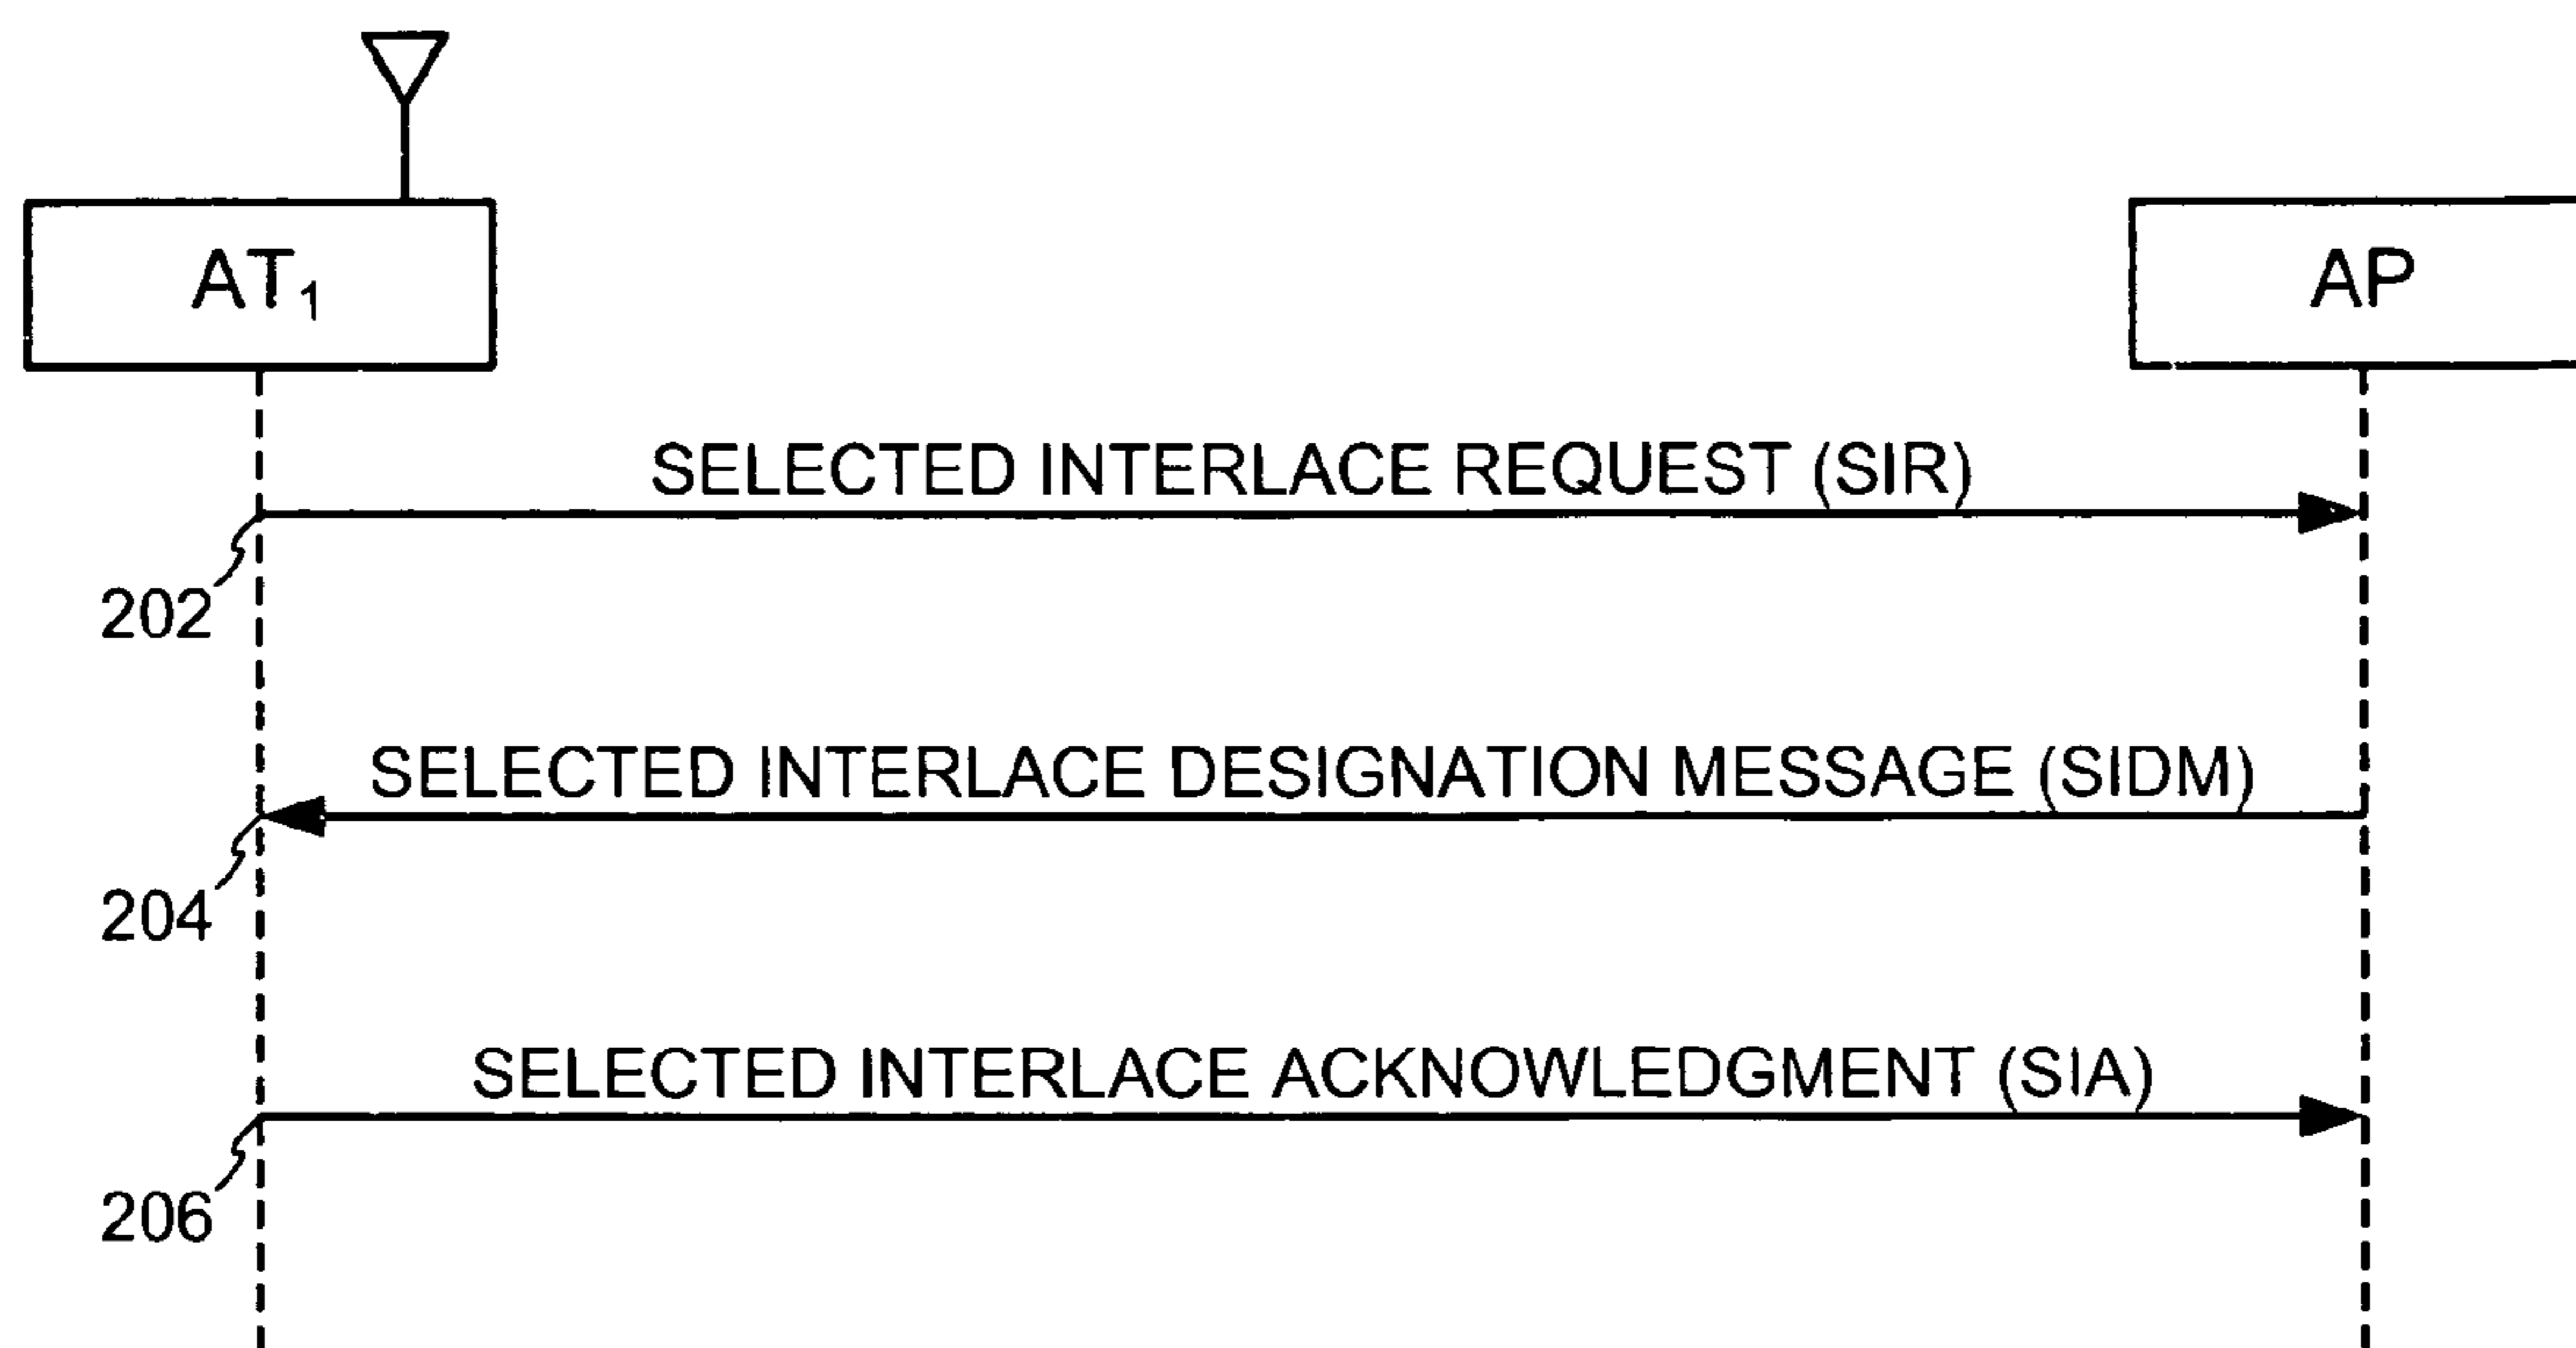 AT₁
AP
SELECTED INTERLACE REQUEST (SIR)
202
SELECTED INTERLACE DESIGNATION MESSAGE (SIDM)
204
SELECTED INTERLACE ACKNOWLEDGMENT (SIA)
206